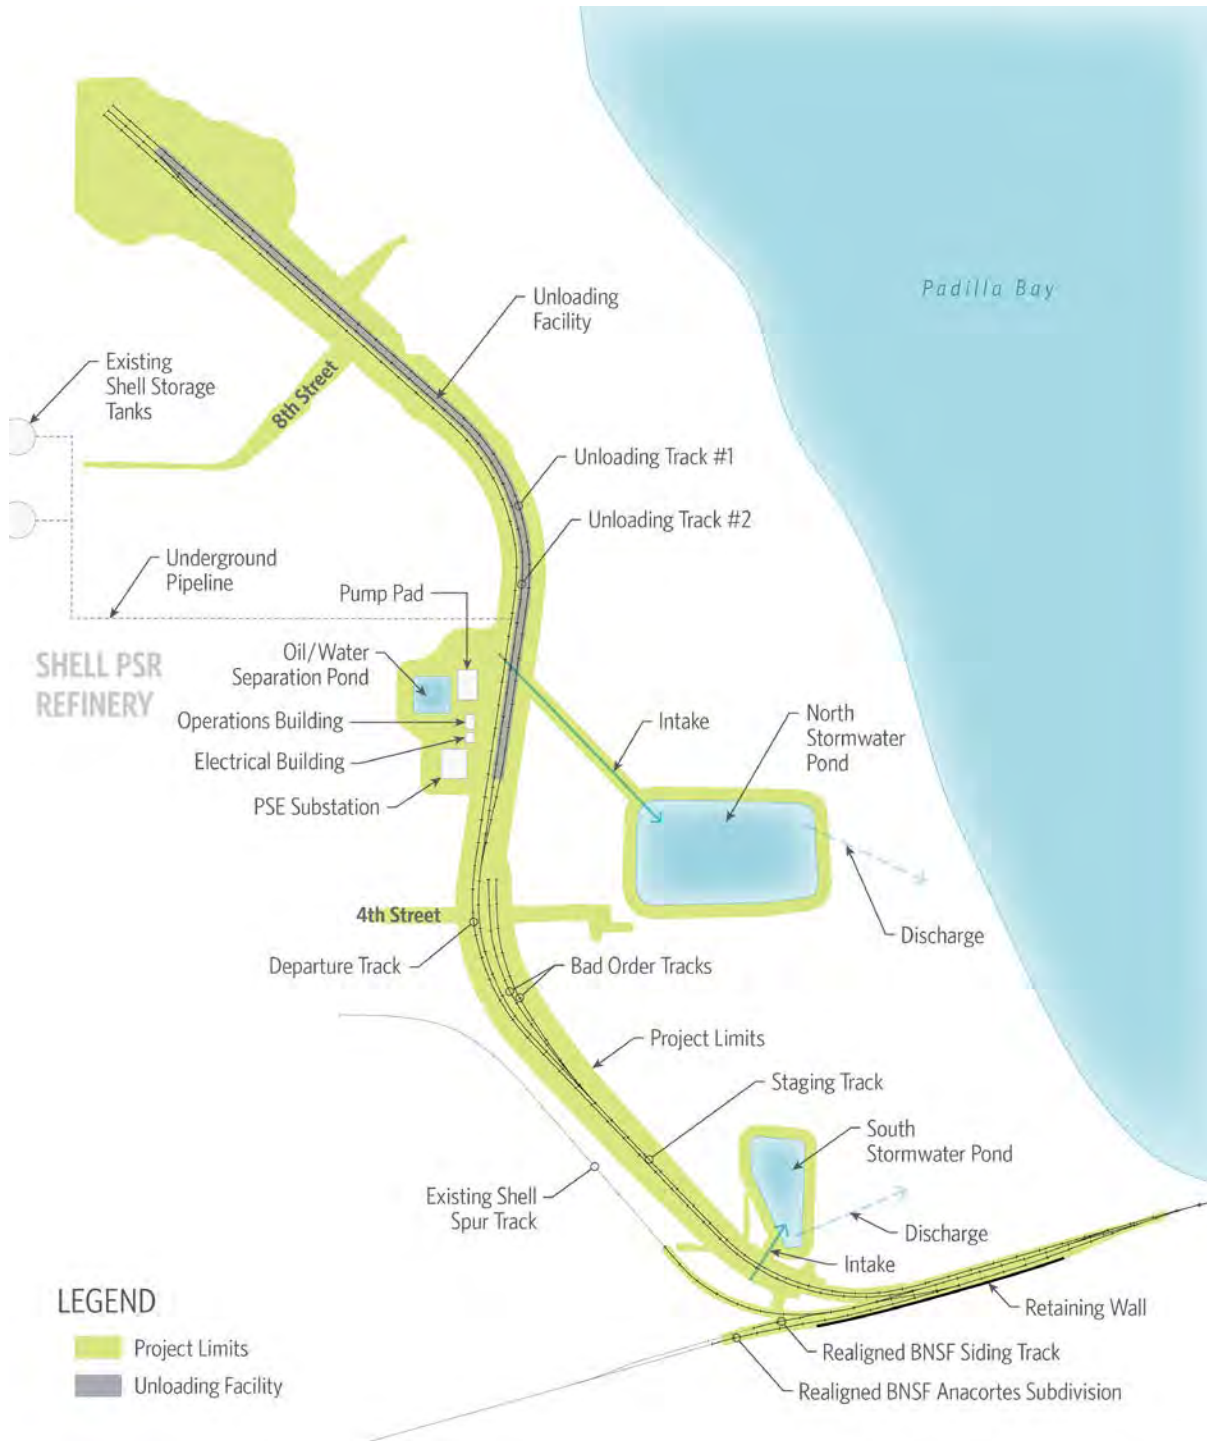 Padilla Bay
Unloading
Facility
Existing
Shell Storage
Tanks
8th Street
Unloading Track #1
Unloading Track #2
Underground
Pipeline
Pump Pad
SHELL PSR
REFINERY
Oil/Water
Separation Pond
Operations Building
Electrical Building
PSE Substation
Intake
North
Stormwater
Pond
4th Street
Discharge
Departure Track
Bad Order Tracks
Project Limits
Staging Track
South
Stormwater Pond
Existing Shell
Spur Track
Discharge
Intake
Retaining Wall
Realigned BNSF Siding Track
Realigned BNSF Anacortes Subdivision
LEGEND
Project Limits
Unloading Facility